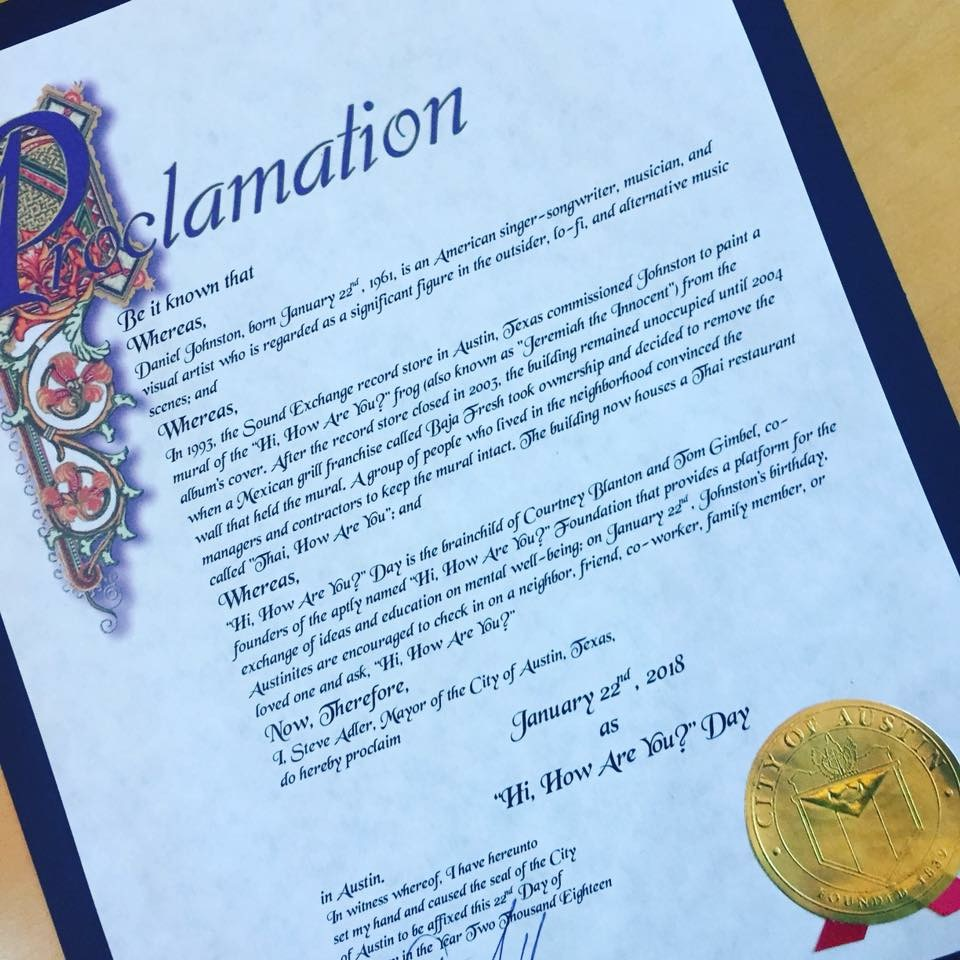 Proclamation
Be it known that
Whereas,
Daniel Johnston, born January 22nd, 1961, is an American singer-songwriter, musician, and
visual artist who is regarded as a significant figure in the outsider, lo-fi, and alternative music
scenes; and
Whereas,
In 1993, the Sound Exchange record store in Austin, Texas commissioned Johnston to paint a
mural of the "Hi, How Are You?" frog (also known as "Jeremiah the Innocent") from the
album's cover. After the record store closed in 2003, the building remained unoccupied until 2004
when a Mexican grill franchise called Baja Fresh took ownership and decided to remove the
wall that held the mural. A group of people who lived in the neighborhood convinced the
managers and contractors to keep the mural intact. The building now houses a Thai restaurant
called "Thai, How Are You"; and
Whereas,
"Hi, How Are You?" Day is the brainchild of Courtney Blanton and Tom Gimbel, co-
founders of the aptly named "Hi, How Are You?" Foundation that provides a platform for the
exchange of ideas and education on mental well-being; on January 22nd, Johnston's birthday,
Austinites are encouraged to check in on a neighbor, friend, co-worker, family member, or
loved one and ask, "Hi, How Are You?"
Now, Therefore,
I, Steve Adler, Mayor of the City of Austin, Texas,
do hereby proclaim
January 22nd, 2018
as
"Hi, How Are You?" Day
in Austin.
In witness whereof, I have hereunto
set my hand and caused the seal of the City
of Austin to be affixed this 22nd Day of
in the Year Two Thousand Eighteen
CITY OF AUSTIN
FOUNDED 1839